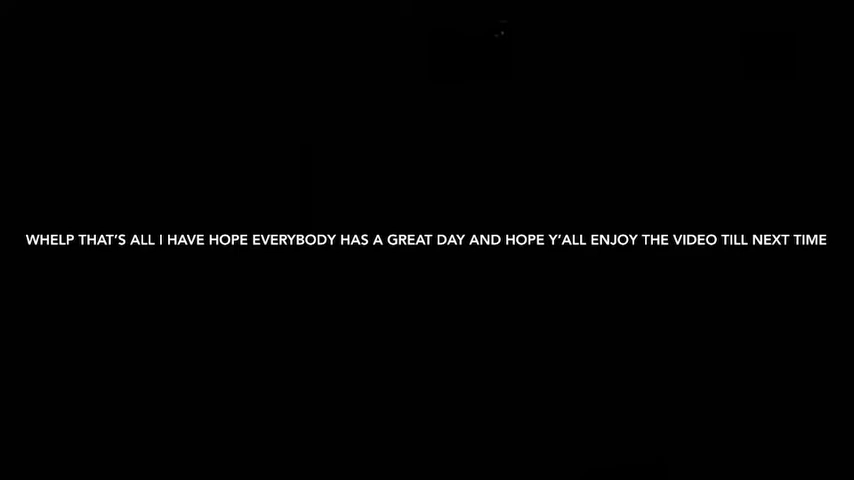 WHELP THAT’S ALL I HAVE HOPE EVERYBODY HAS A GREAT DAY AND HOPE Y’ALL ENJOY THE VIDEO TILL NEXT TIME